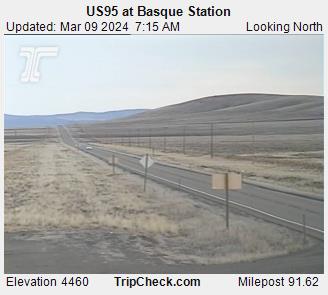 US95 at Basque Station
Updated: Mar 09 2024 7:15 AM Looking North
Elevation 4460 TripCheck.com Milepost 91.62